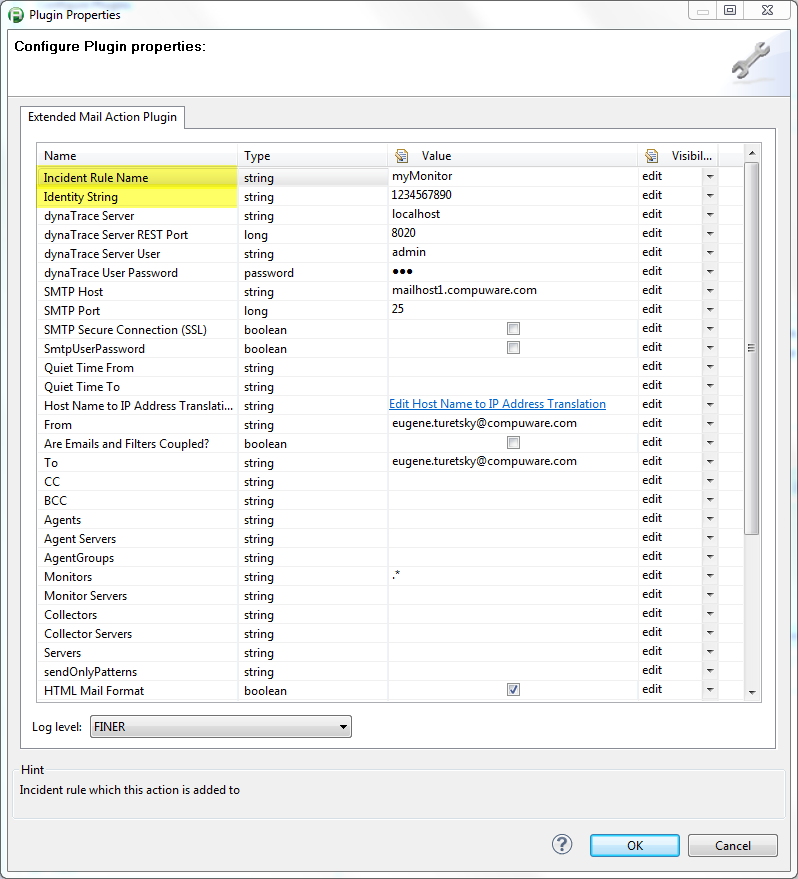 Plugin Properties
Configure Plugin properties:
Extended Mail Action Plugin
Name Type Value Visibil...
Incident Rule Name string myMonitor edit
Identity String string 1234567890 edit
dynaTrace Server string localhost edit
dynaTrace Server REST Port long 8020 edit
dynaTrace Server User string admin edit
dynaTrace User Password password ●●● edit
SMTP Host string mailhost1.compuware.com edit
SMTP Port long 25 edit
SMTP Secure Connection (SSL) boolean edit
SmtpUserPassword boolean edit
Quiet Time From string edit
Quiet Time To string edit
Host Name to IP Address Translati... string Edit Host Name to IP Address Translation edit
From string eugene.turetsky@compuware.com edit
Are Emails and Filters Coupled? boolean edit
To string eugene.turetsky@compuware.com edit
CC string edit
BCC string edit
Agents string edit
Agent Servers string edit
AgentGroups string edit
Monitors string .* edit
Monitor Servers string edit
Collectors string edit
Collector Servers string edit
Servers string edit
sendOnlyPatterns string edit
HTML Mail Format boolean edit
Log level: FINER
Hint
Incident rule which this action is added to
? OK Cancel